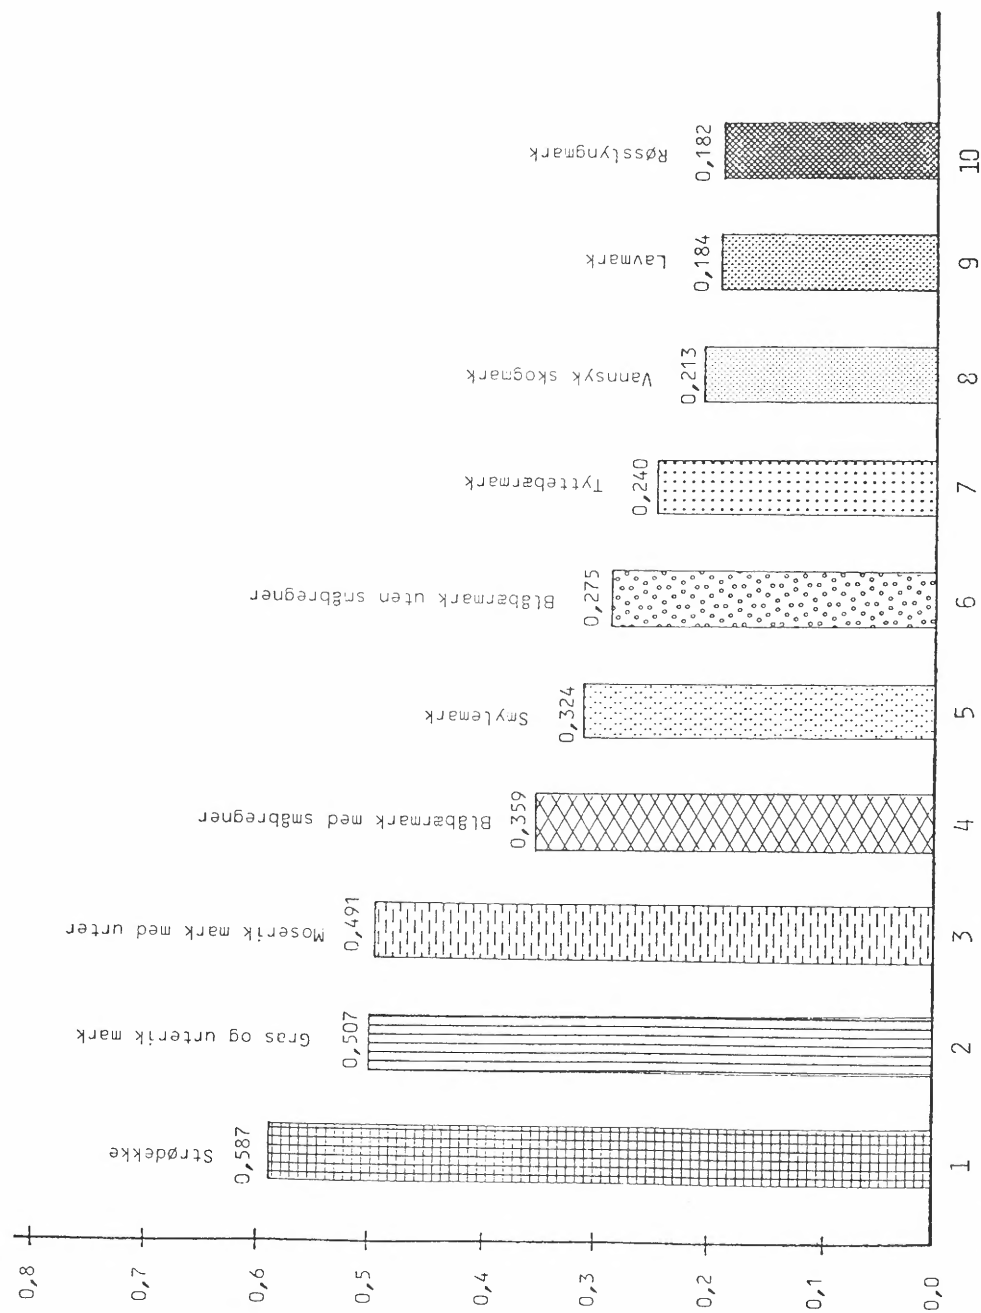 0,8
0,7
0,6
0,5
0,4
0,3
0,2
0,1
0,0
Strødekke
0,587
1
Gras og urterik mark
0,507
2
Moserik mark med urter
0,491
3
Blåbærmark med småbregner
0,359
4
Smylemark
0,324
5
Blåbærmark uten småbregner
0,275
6
Tyttebærmark
0,240
7
Vannsyk skogmark
0,213
8
Lavmark
0,184
9
Røsslyngmark
0,182
10